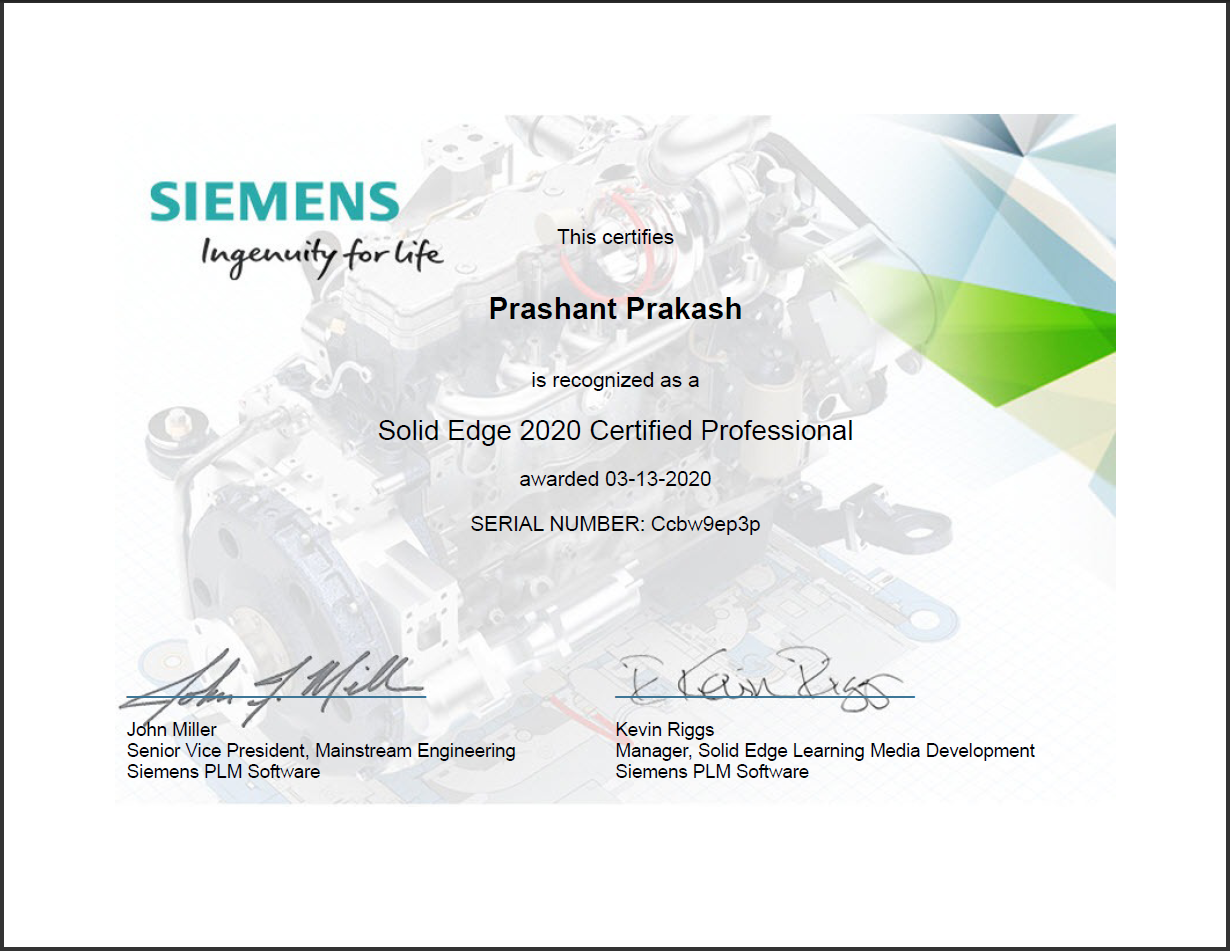 SIEMENS
Ingenuity for life
This certifies
Prashant Prakash
is recognized as a
Solid Edge 2020 Certified Professional
awarded 03-13-2020
SERIAL NUMBER: Ccbw9ep3p
John J. Mill
E Kevin Riggs
John Miller
Senior Vice President, Mainstream Engineering
Siemens PLM Software
Kevin Riggs
Manager, Solid Edge Learning Media Development
Siemens PLM Software